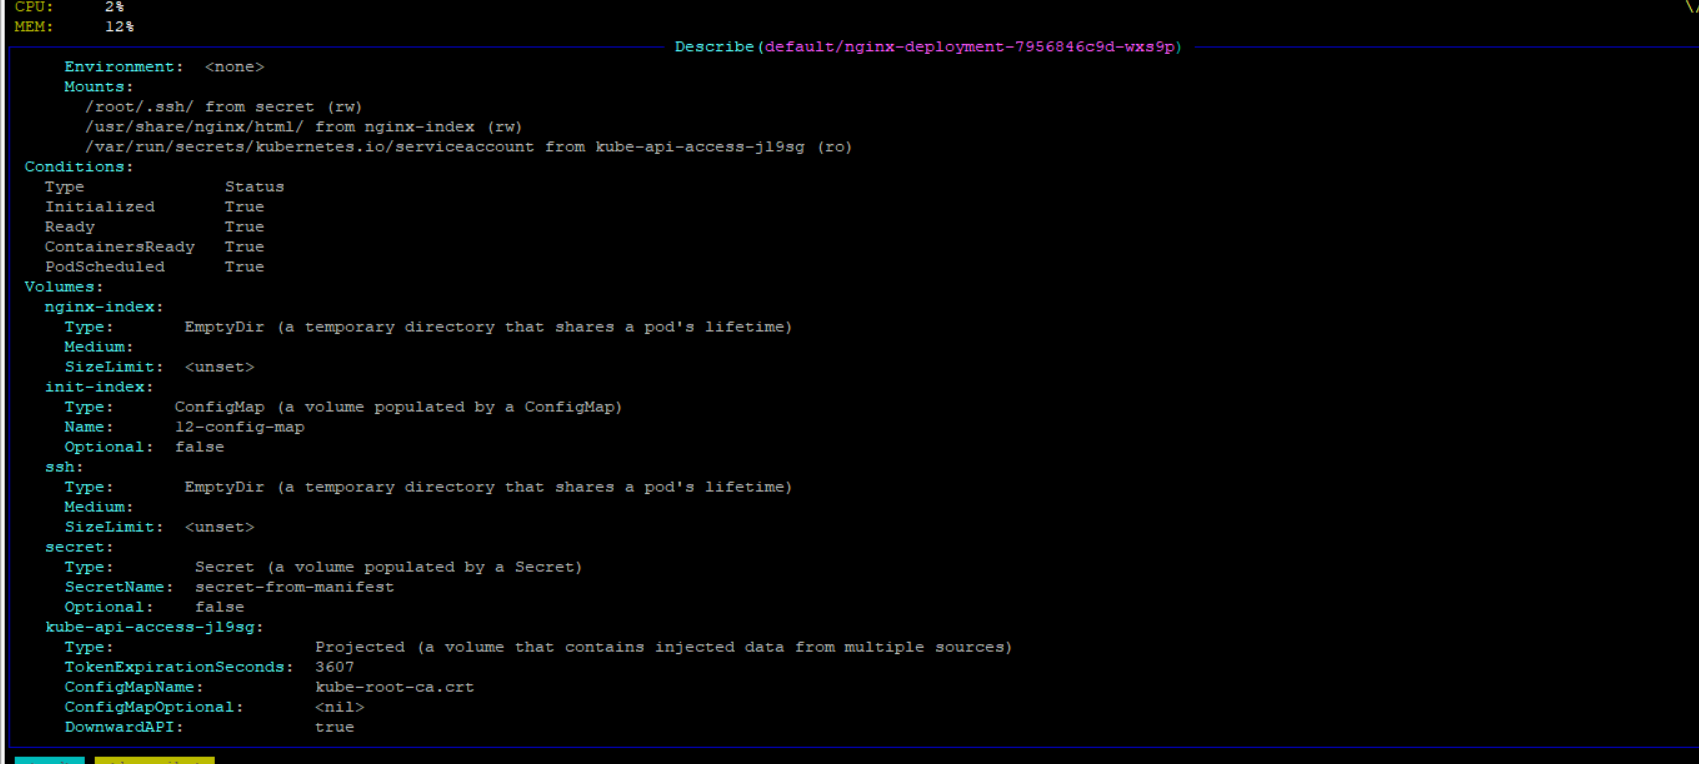 CPU: 2%
MEM: 12%
Describe(default/nginx-deployment-7956846c9d-wxs9p)
Environment: <none>
Mounts:
/root/.ssh/ from secret (rw)
/usr/share/nginx/html/ from nginx-index (rw)
/var/run/secrets/kubernetes.io/serviceaccount from kube-api-access-jl9sg (ro)
Conditions:
Type Status
Initialized True
Ready True
ContainersReady True
PodScheduled True
Volumes:
nginx-index:
Type: EmptyDir (a temporary directory that shares a pod's lifetime)
Medium:
SizeLimit: <unset>
init-index:
Type: ConfigMap (a volume populated by a ConfigMap)
Name: l2-config-map
Optional: false
ssh:
Type: EmptyDir (a temporary directory that shares a pod's lifetime)
Medium:
SizeLimit: <unset>
secret:
Type: Secret (a volume populated by a Secret)
SecretName: secret-from-manifest
Optional: false
kube-api-access-jl9sg:
Type: Projected (a volume that contains injected data from multiple sources)
TokenExpirationSeconds: 3607
ConfigMapName: kube-root-ca.crt
ConfigMapOptional: <nil>
DownwardAPI: true